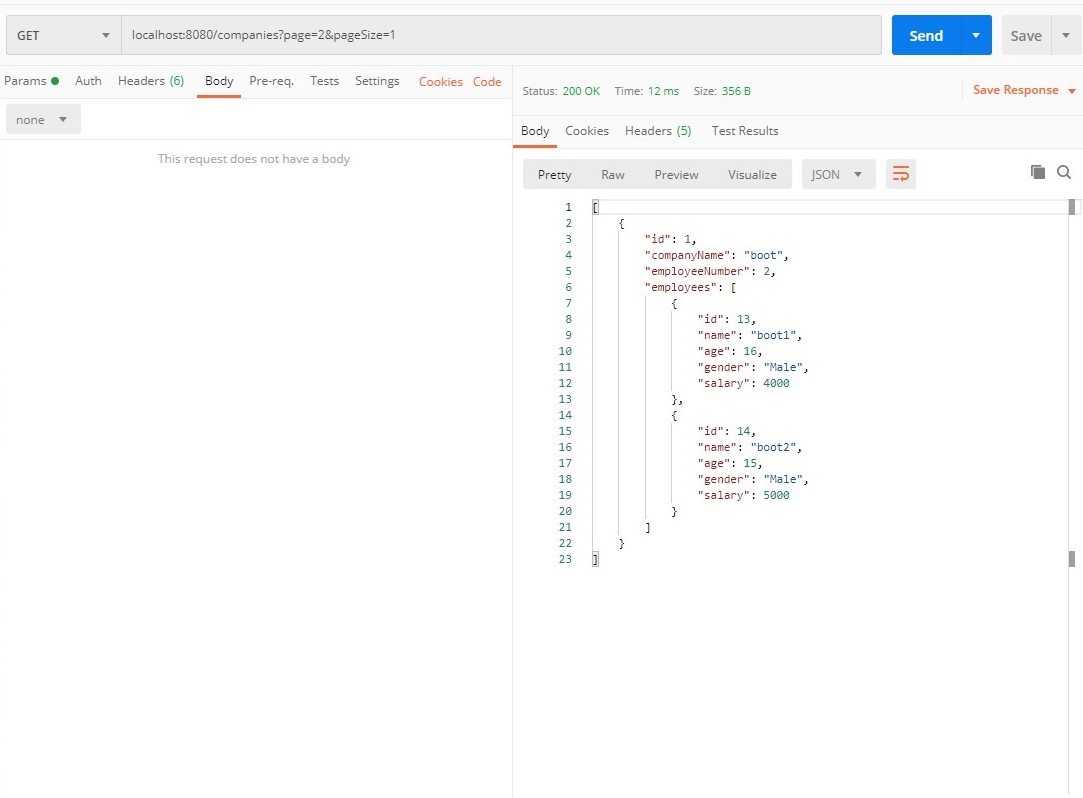 GET localhost:8080/companies?page=2&pageSize=1 Send Save
Params Auth Headers (6) Body Pre-req. Tests Settings Cookies Code
none
This request does not have a body
Status: 200 OK Time: 12 ms Size: 356 B Save Response
Body Cookies Headers (5) Test Results
Pretty Raw Preview Visualize JSON
1 [
2 {
3 "id": 1,
4 "companyName": "boot",
5 "employeeNumber": 2,
6 "employees": [
7 {
8 "id": 13,
9 "name": "boot1",
10 "age": 16,
11 "gender": "Male",
12 "salary": 4000
13 },
14 {
15 "id": 14,
16 "name": "boot2",
17 "age": 15,
18 "gender": "Male",
19 "salary": 5000
20 }
21 ]
22 }
23 ]